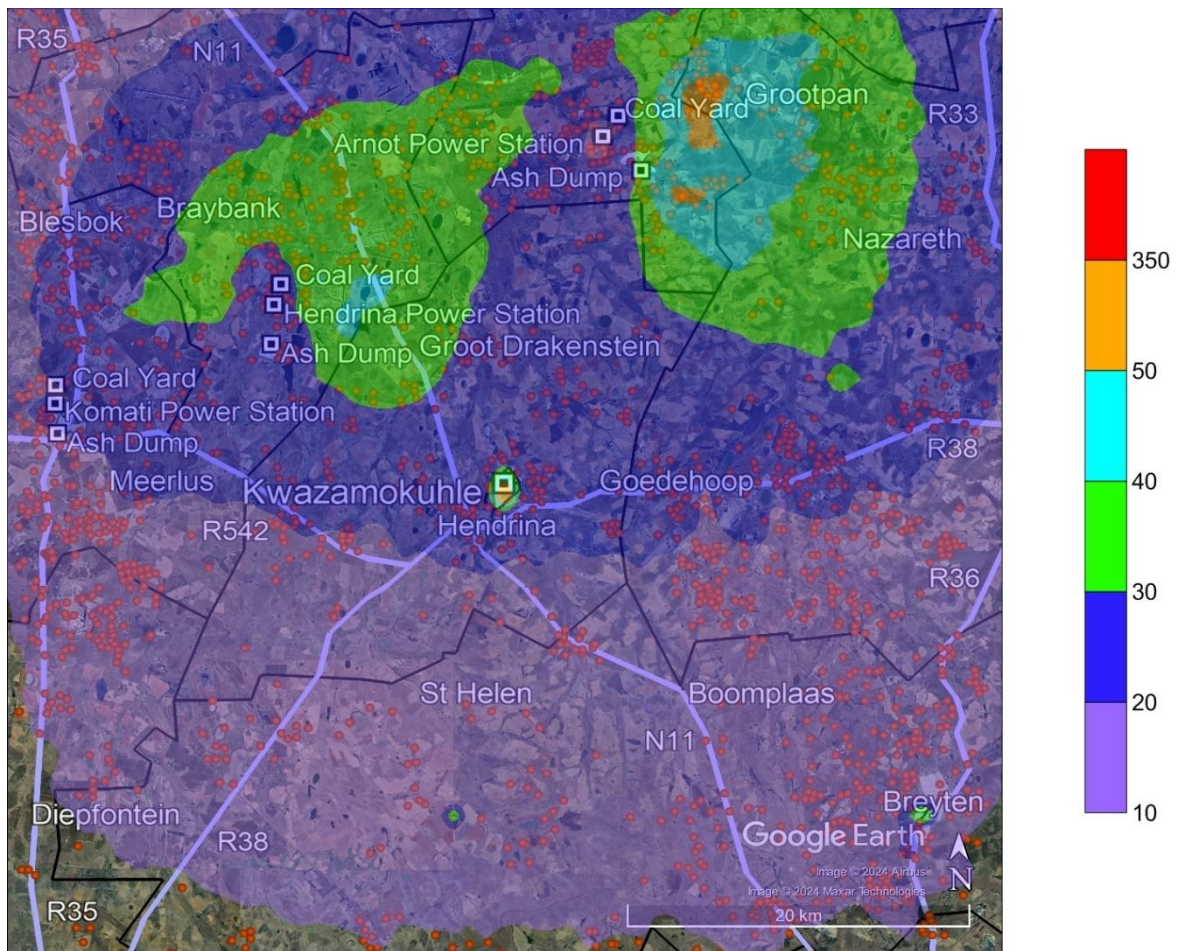 R35
N11
Coal Yard
Grootpan
R33
Arnot Power Station
Ash Dump
Braybank
Blesbok
Nazareth
Coal Yard
350
Hendrina Power Station
Ash Dump
Groot Drakenstein
50
Coal Yard
Komati Power Station
Ash Dump
R38
Meerlus
Kwazamokuhle
Goedehoop
40
Hendrina
R542
R36
30
St Helen
Boomplaas
20
N11
Diepfontein
R38
Breyten
10
Google Earth
Image © 2024 Airbus
Image © 2024 Maxar Technologies
N
R35
20 km